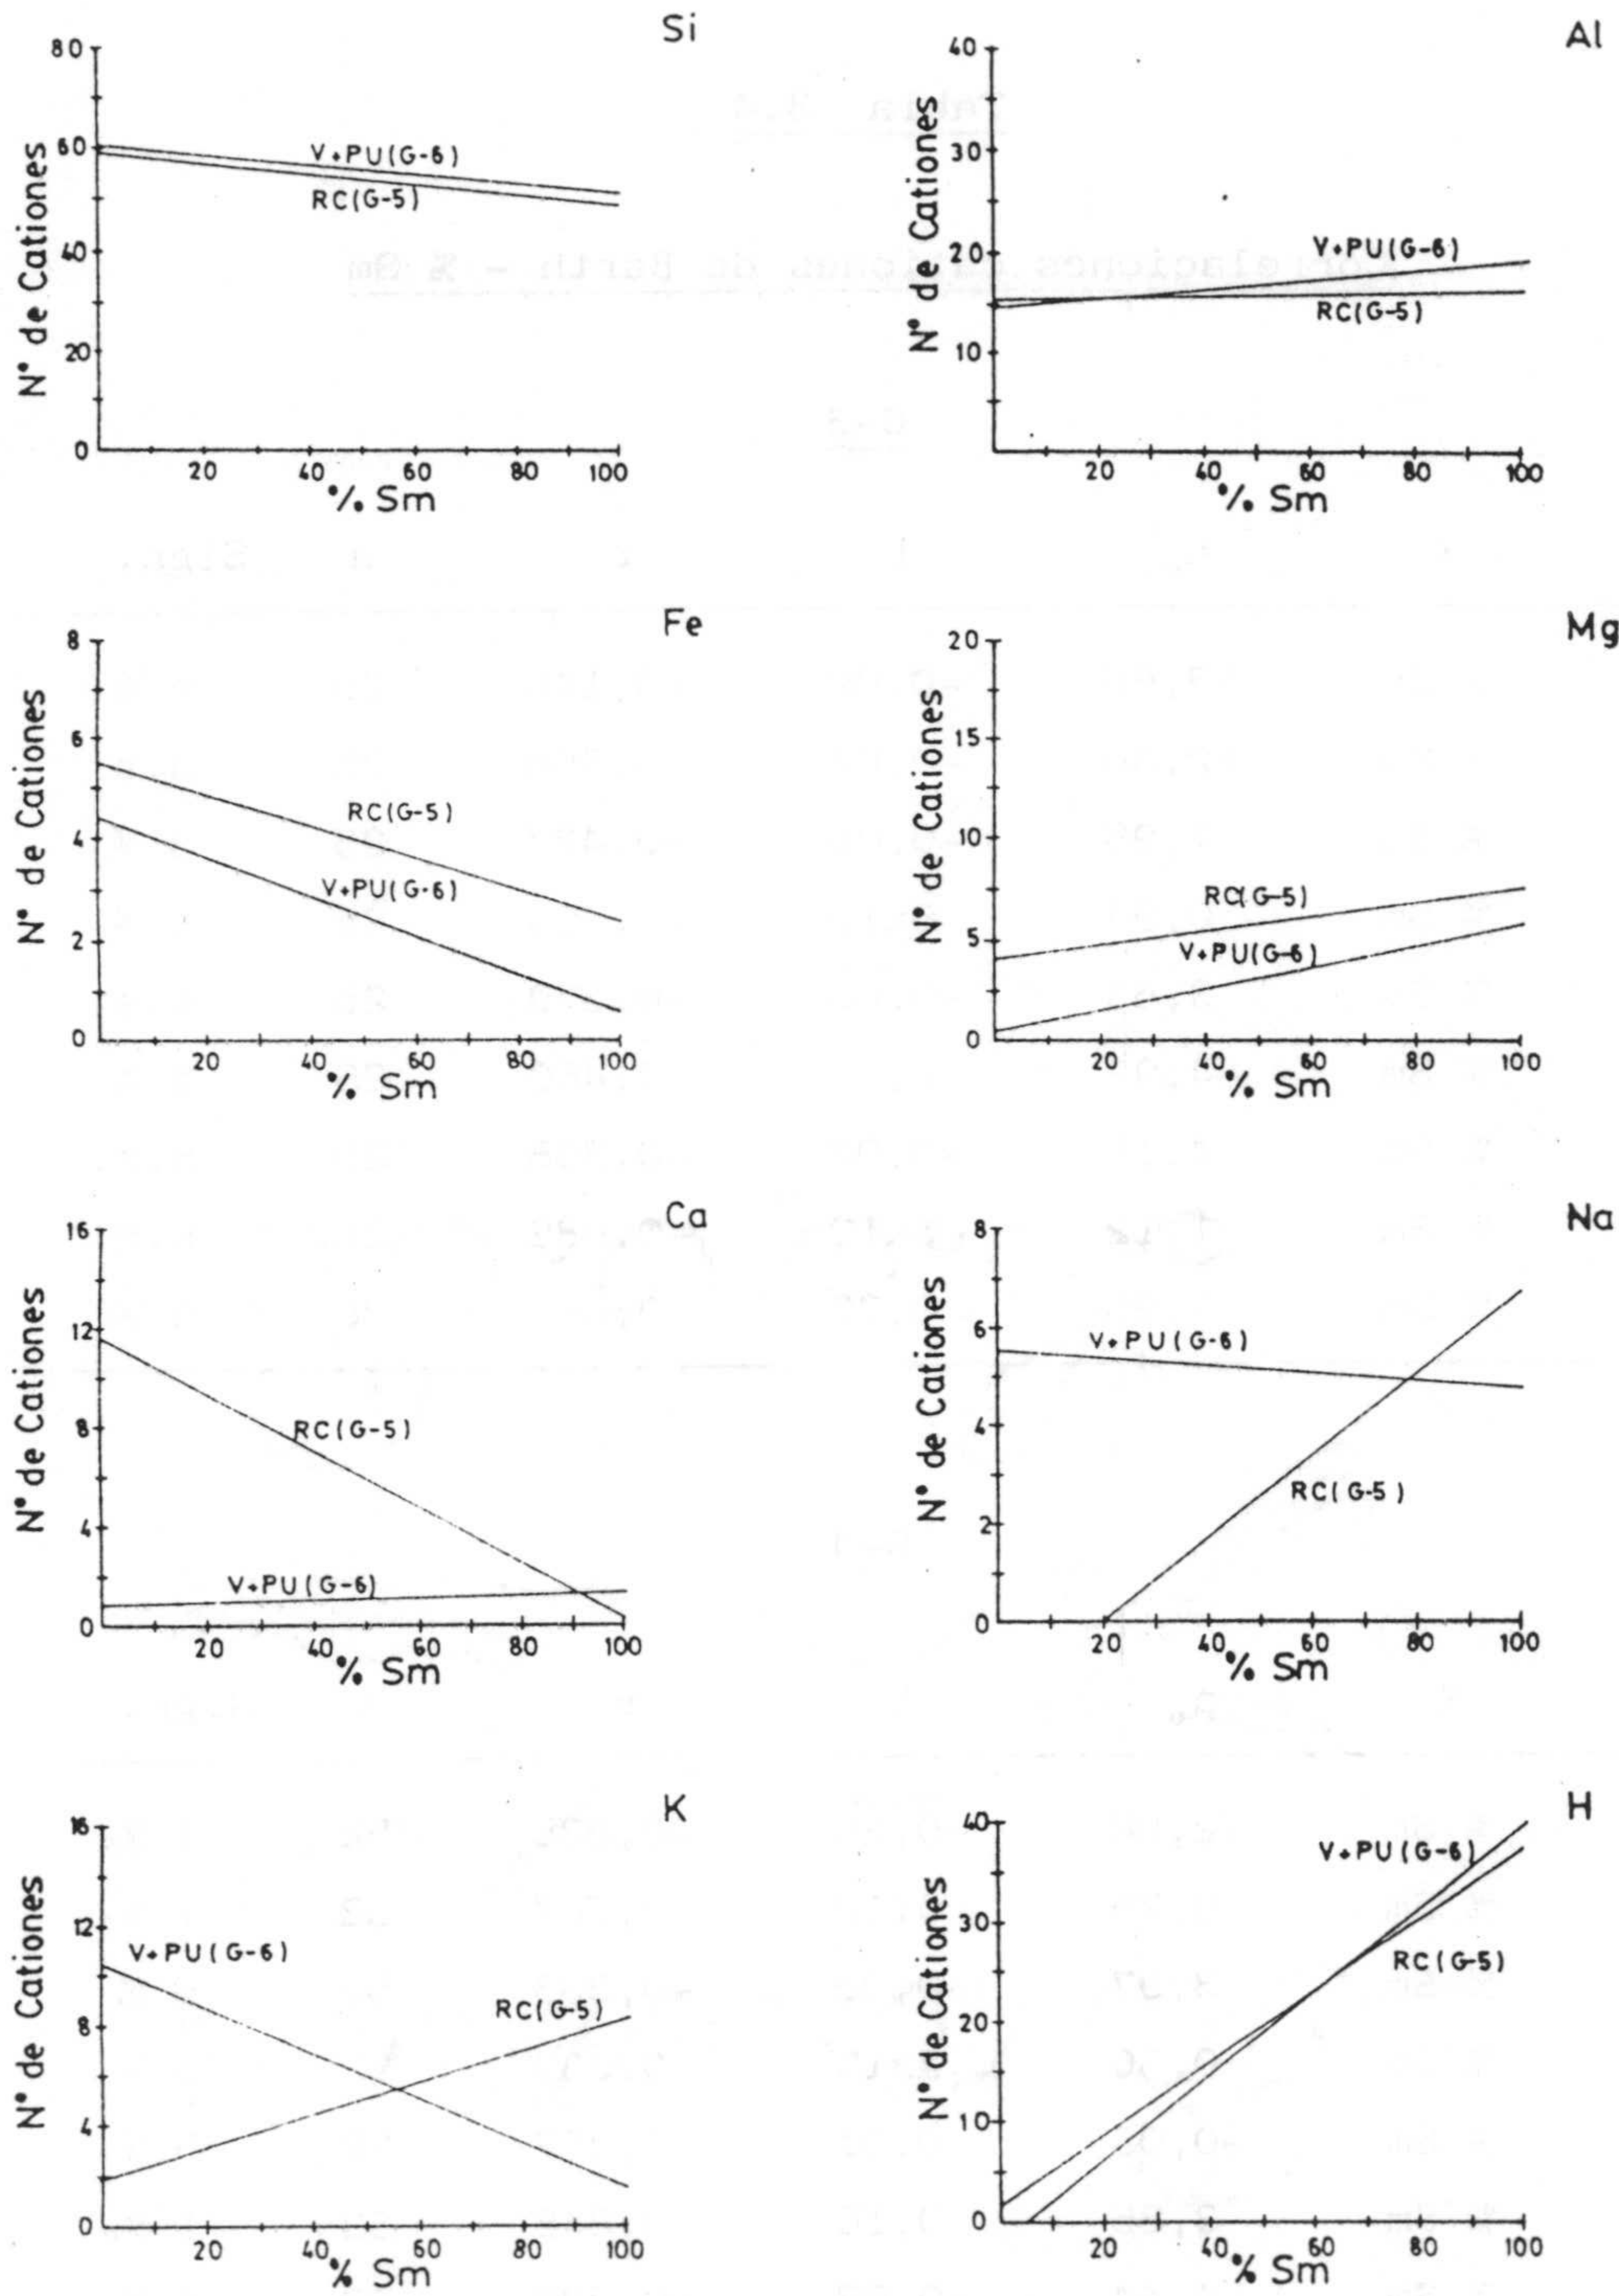 Si
80
60
40
20
0
N° de Cationes
V+PU(G-6)
RC(G-5)
20 40 60 80 100
% Sm
Al
40
30
20
10
N° de Cationes
V+PU(G-6)
RC(G-5)
20 40 60 80 100
% Sm
Fe
8
6
4
2
0
N° de Cationes
RC(G-5)
V+PU(G-6)
20 40 60 80 100
% Sm
Mg
20
15
10
5
0
N° de Cationes
RC(G-5)
V+PU(G-6)
20 40 60 80 100
% Sm
Ca
16
12
8
4
0
N° de Cationes
RC(G-5)
V+PU(G-6)
20 40 60 80 100
% Sm
Na
8
6
4
2
0
N° de Cationes
V+PU(G-6)
RC(G-5)
20 40 60 80 100
% Sm
K
16
12
8
4
0
N° de Cationes
V+PU(G-6)
RC(G-5)
20 40 60 80 100
% Sm
H
40
30
20
10
0
N° de Cationes
V+PU(G-6)
RC(G-5)
20 40 60 80 100
% Sm